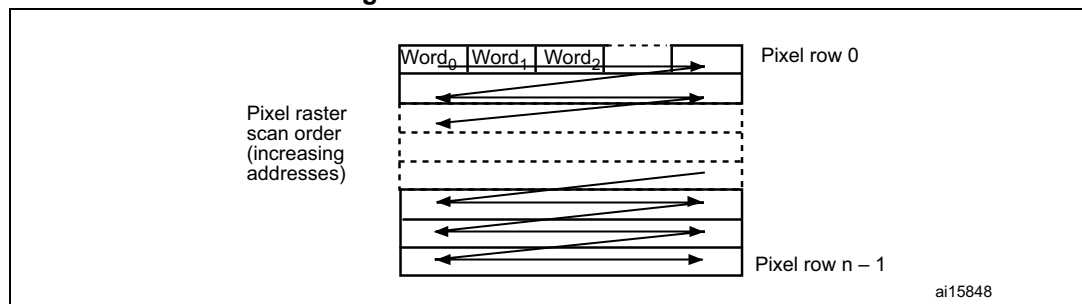 Word0 Word1 Word2
Pixel row 0
Pixel raster
scan order
(increasing
addresses)
Pixel row n – 1
ai15848